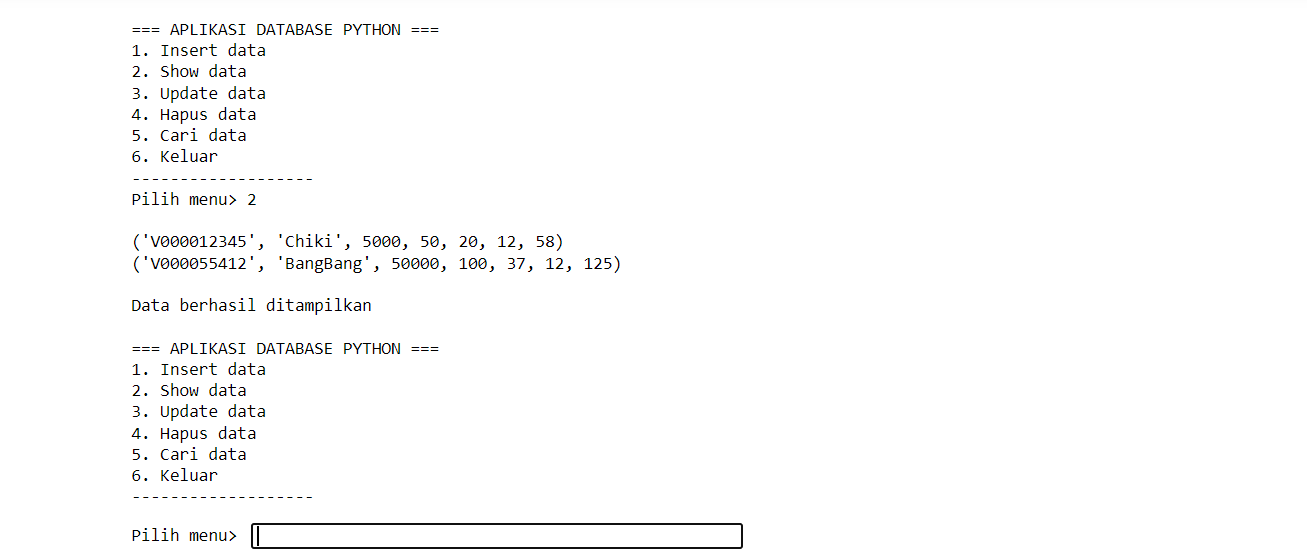 === APLIKASI DATABASE PYTHON ===
1. Insert data
2. Show data
3. Update data
4. Hapus data
5. Cari data
6. Keluar
-------------------
Pilih menu> 2
('V000012345', 'Chiki', 5000, 50, 20, 12, 58)
('V000055412', 'BangBang', 50000, 100, 37, 12, 125)
Data berhasil ditampilkan
=== APLIKASI DATABASE PYTHON ===
1. Insert data
2. Show data
3. Update data
4. Hapus data
5. Cari data
6. Keluar
-------------------
Pilih menu>